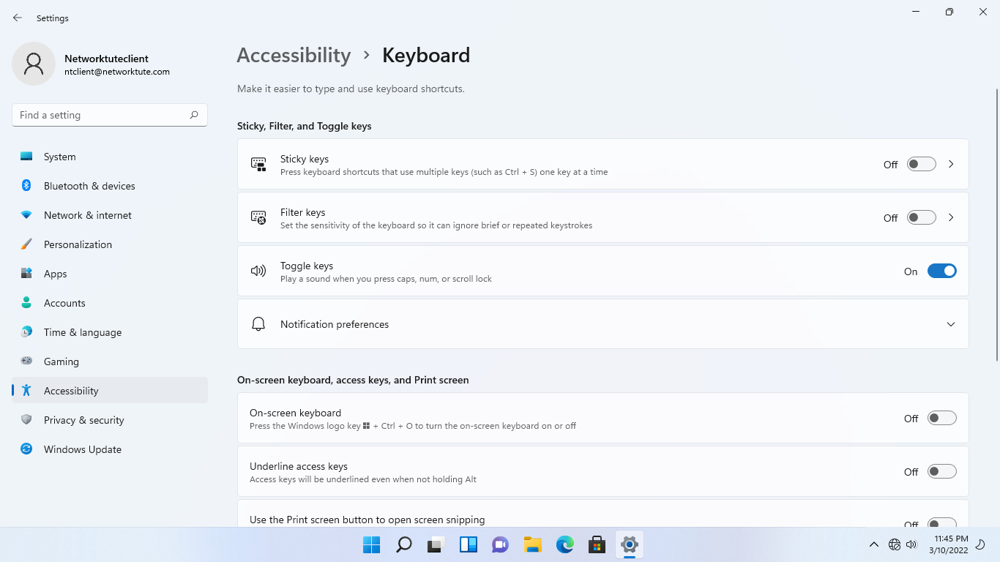 Settings
Networktuteclient
ntclient@networktute.com
Find a setting
System
Bluetooth & devices
Network & internet
Personalization
Apps
Accounts
Time & language
Gaming
Accessibility
Privacy & security
Windows Update
Accessibility > Keyboard
Make it easier to type and use keyboard shortcuts.
Sticky, Filter, and Toggle keys
Sticky keys
Press keyboard shortcuts that use multiple keys (such as Ctrl + S) one key at a time
Off
Filter keys
Set the sensitivity of the keyboard so it can ignore brief or repeated keystrokes
Off
Toggle keys
Play a sound when you press caps, num, or scroll lock
On
Notification preferences
On-screen keyboard, access keys, and Print screen
On-screen keyboard
Press the Windows logo key + Ctrl + O to turn the on-screen keyboard on or off
Off
Underline access keys
Access keys will be underlined even when not holding Alt
Off
Use the Print screen button to open screen snipping
Off
11:45 PM
3/10/2022